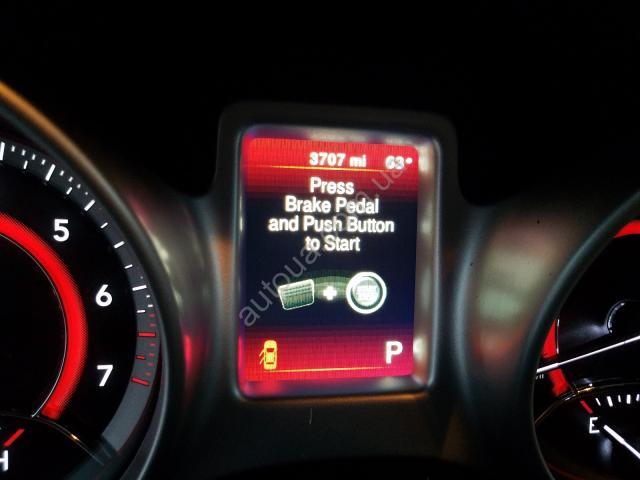 3707 mi 63°
Press
Brake Pedal
and Push Button
to Start
P
5
6
7
H
E